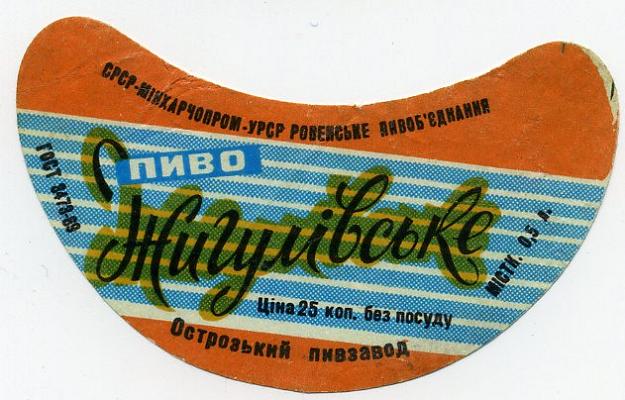 СРСР-МІНХАРЧОПРОМ-УРСР РОВЕНСЬКЕ ПИВОБ'ЄДНАННЯ
ГОСТ 3473-69
ПИВО
Жигулівське
МІСТК. 0,5 Л.
Ціна 25 коп. без посуду
Острозький пивзавод